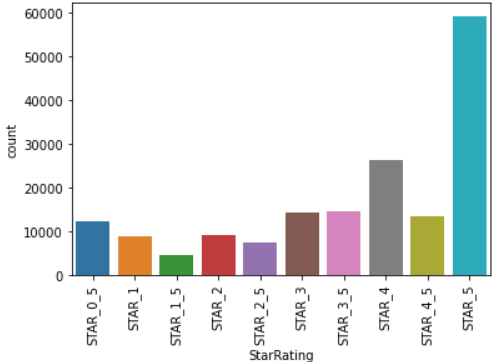 60000
50000
40000
30000
20000
10000
0
count
STAR_0_5
STAR_1
STAR_1_5
STAR_2
STAR_2_5
STAR_3
STAR_3_5
STAR_4
STAR_4_5
STAR_5
StarRating